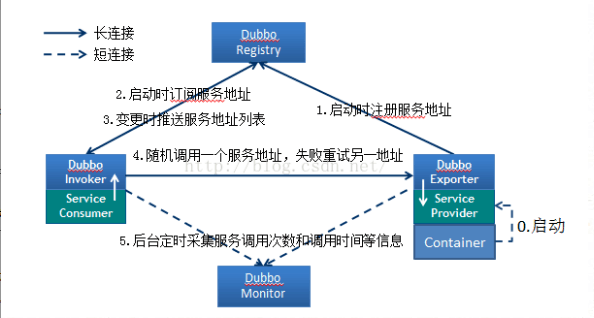 长连接
短连接
Dubbo
Registry
2.启动时订阅服务地址
3.变更时推送服务地址列表
1.启动时注册服务地址
4.随机调用一个服务地址，失败重试另一地址
http://blog.csdn.net/
Dubbo
Invoker
Service
Consumer
Dubbo
Exporter
Service
Provider
Container
0.启动
5.后台定时采集服务调用次数和调用时间等信息
Dubbo
Monitor